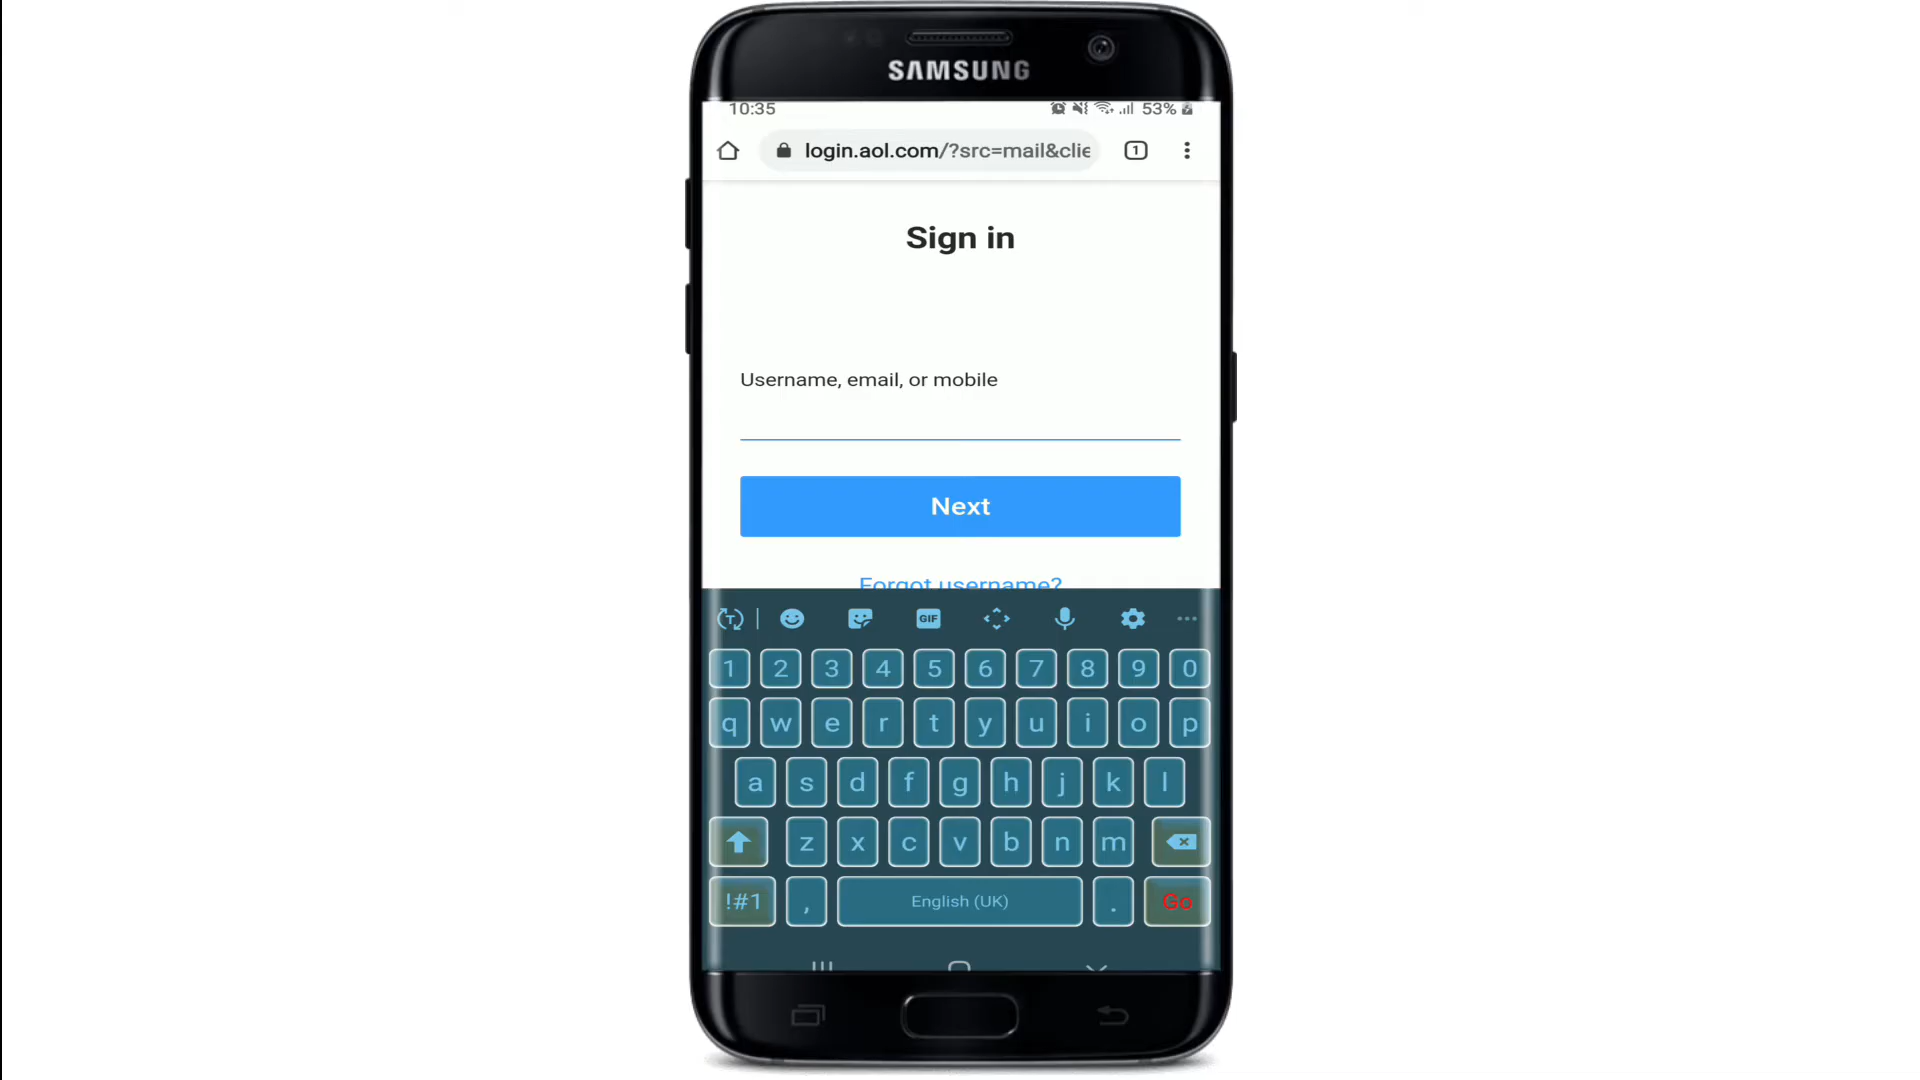 SAMSUNG
10:35 53%
login.aol.com/?src=mail&clie 1
Sign in
Username, email, or mobile
Next
Forgot username?
T GIF
1 2 3 4 5 6 7 8 9 0
q w e r t y u i o p
a s d f g h j k l
z x c v b n m
!#1 , English (UK) . Go